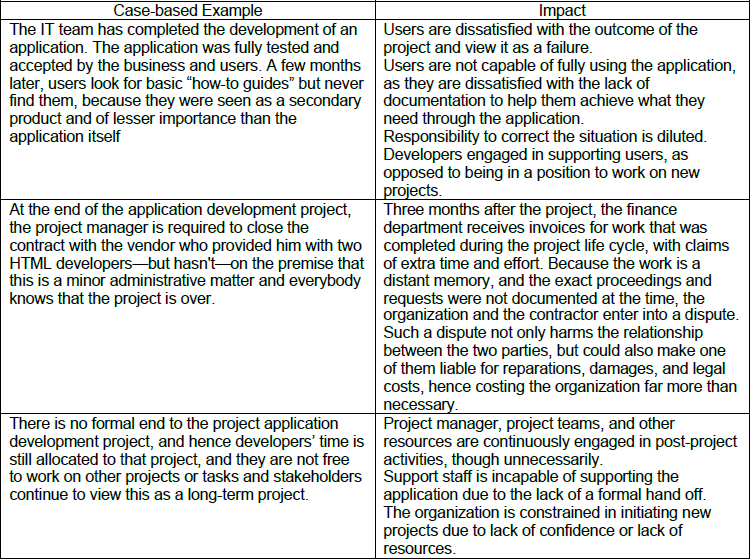 Case-based Example
Impact
The IT team has completed the development of an
application. The application was fully tested and
accepted by the business and users. A few months
later, users look for basic “how-to guides” but never
find them, because they were seen as a secondary
product and of lesser importance than the
application itself
Users are dissatisfied with the outcome of the
project and view it as a failure.
Users are not capable of fully using the application,
as they are dissatisfied with the lack of
documentation to help them achieve what they
need through the application.
Responsibility to correct the situation is diluted.
Developers engaged in supporting users, as
opposed to being in a position to work on new
projects.
At the end of the application development project,
the project manager is required to close the
contract with the vendor who provided him with two
HTML developers—but hasn't—on the premise that
this is a minor administrative matter and everybody
knows that the project is over.
Three months after the project, the finance
department receives invoices for work that was
completed during the project life cycle, with claims
of extra time and effort. Because the work is a
distant memory, and the exact proceedings and
requests were not documented at the time, the
organization and the contractor enter into a dispute.
Such a dispute not only harms the relationship
between the two parties, but could also make one
of them liable for reparations, damages, and legal
costs, hence costing the organization far more than
necessary.
There is no formal end to the project application
development project, and hence developers’ time is
still allocated to that project, and they are not free
to work on other projects or tasks and stakeholders
continue to view this as a long-term project.
Project manager, project teams, and other
resources are continuously engaged in post-project
activities, though unnecessarily.
Support staff is incapable of supporting the
application due to the lack of a formal hand off.
The organization is constrained in initiating new
projects due to lack of confidence or lack of
resources.